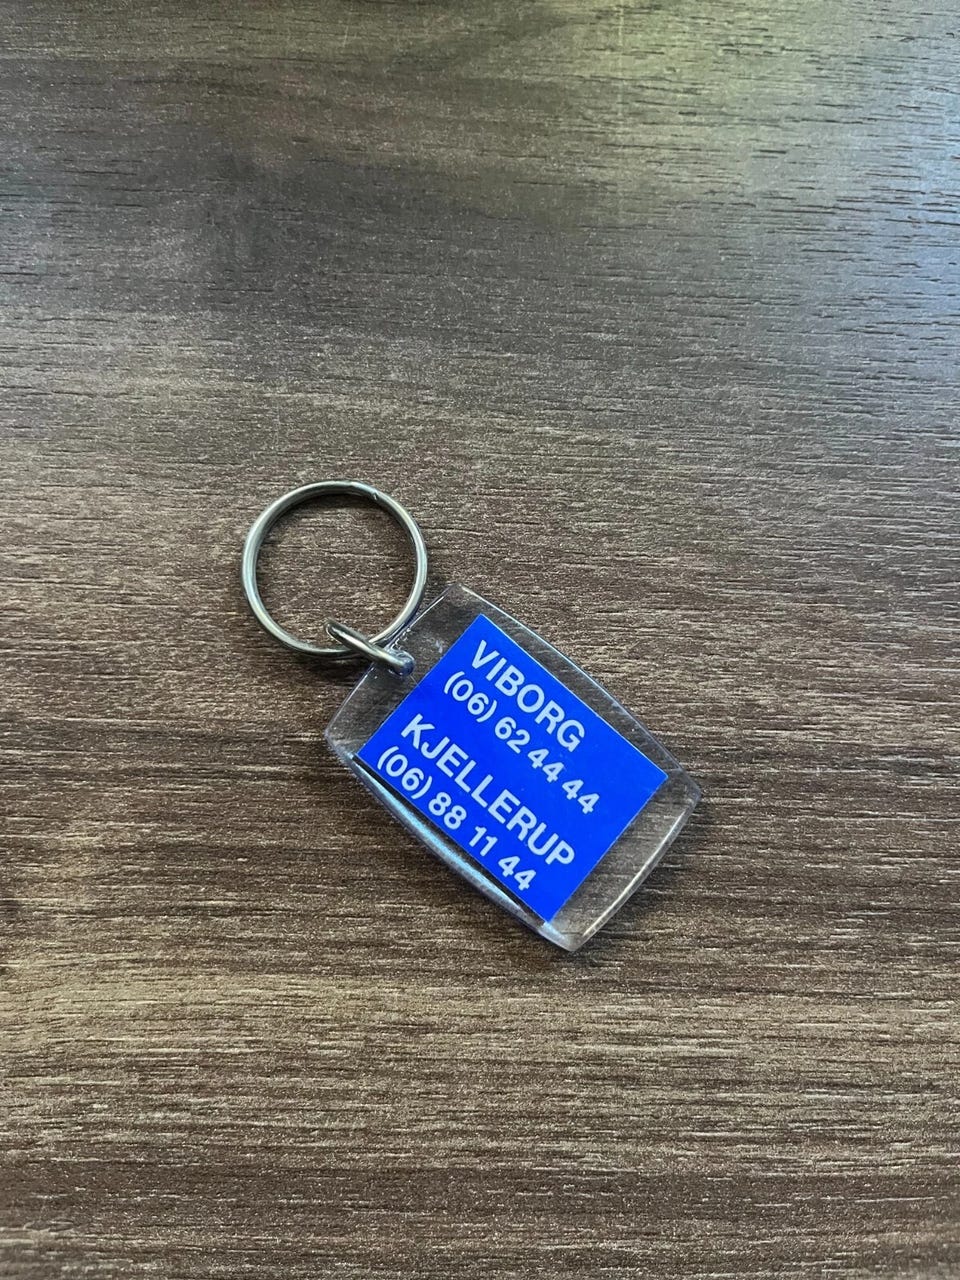 VIBORG
(06) 62 44 44
KJELLERUP
(06) 88 11 44